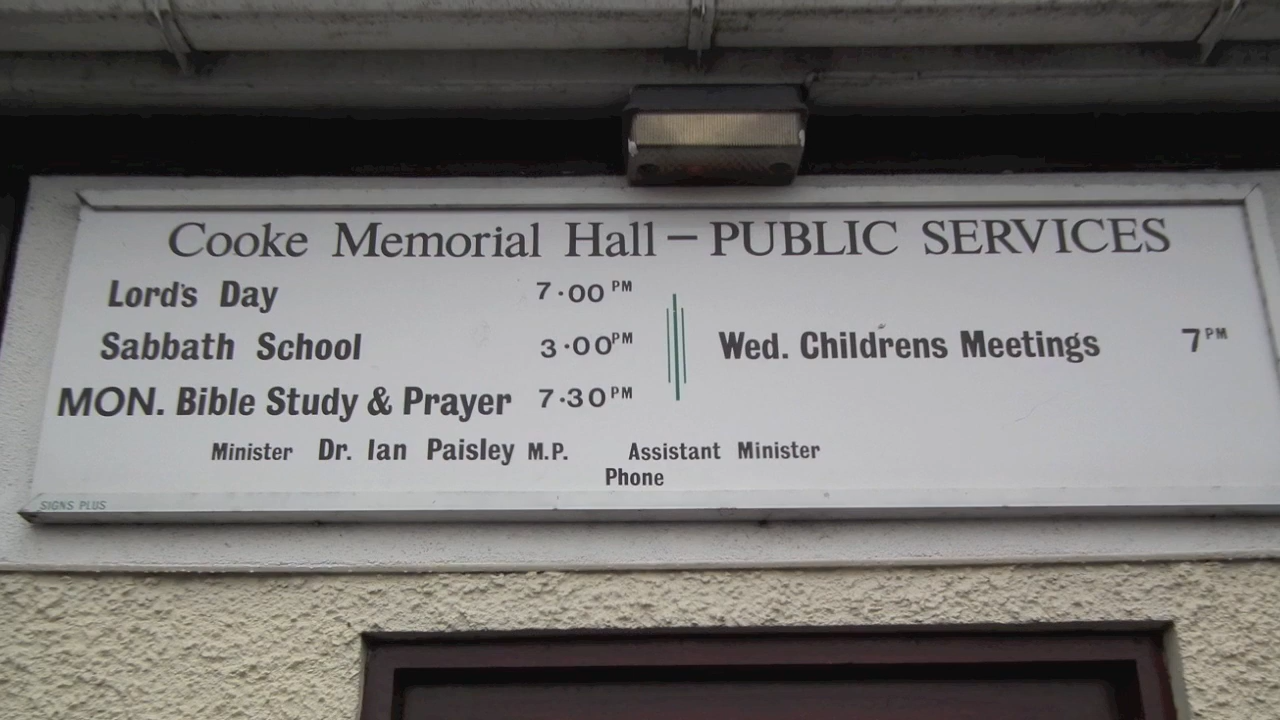 Cooke Memorial Hall – PUBLIC SERVICES
Lord's Day 7·00 PM
Sabbath School 3·00 PM
MON. Bible Study & Prayer 7·30 PM
Wed. Childrens Meetings 7 PM
Minister Dr. Ian Paisley M.P. Assistant Minister
Phone
SIGNS PLUS